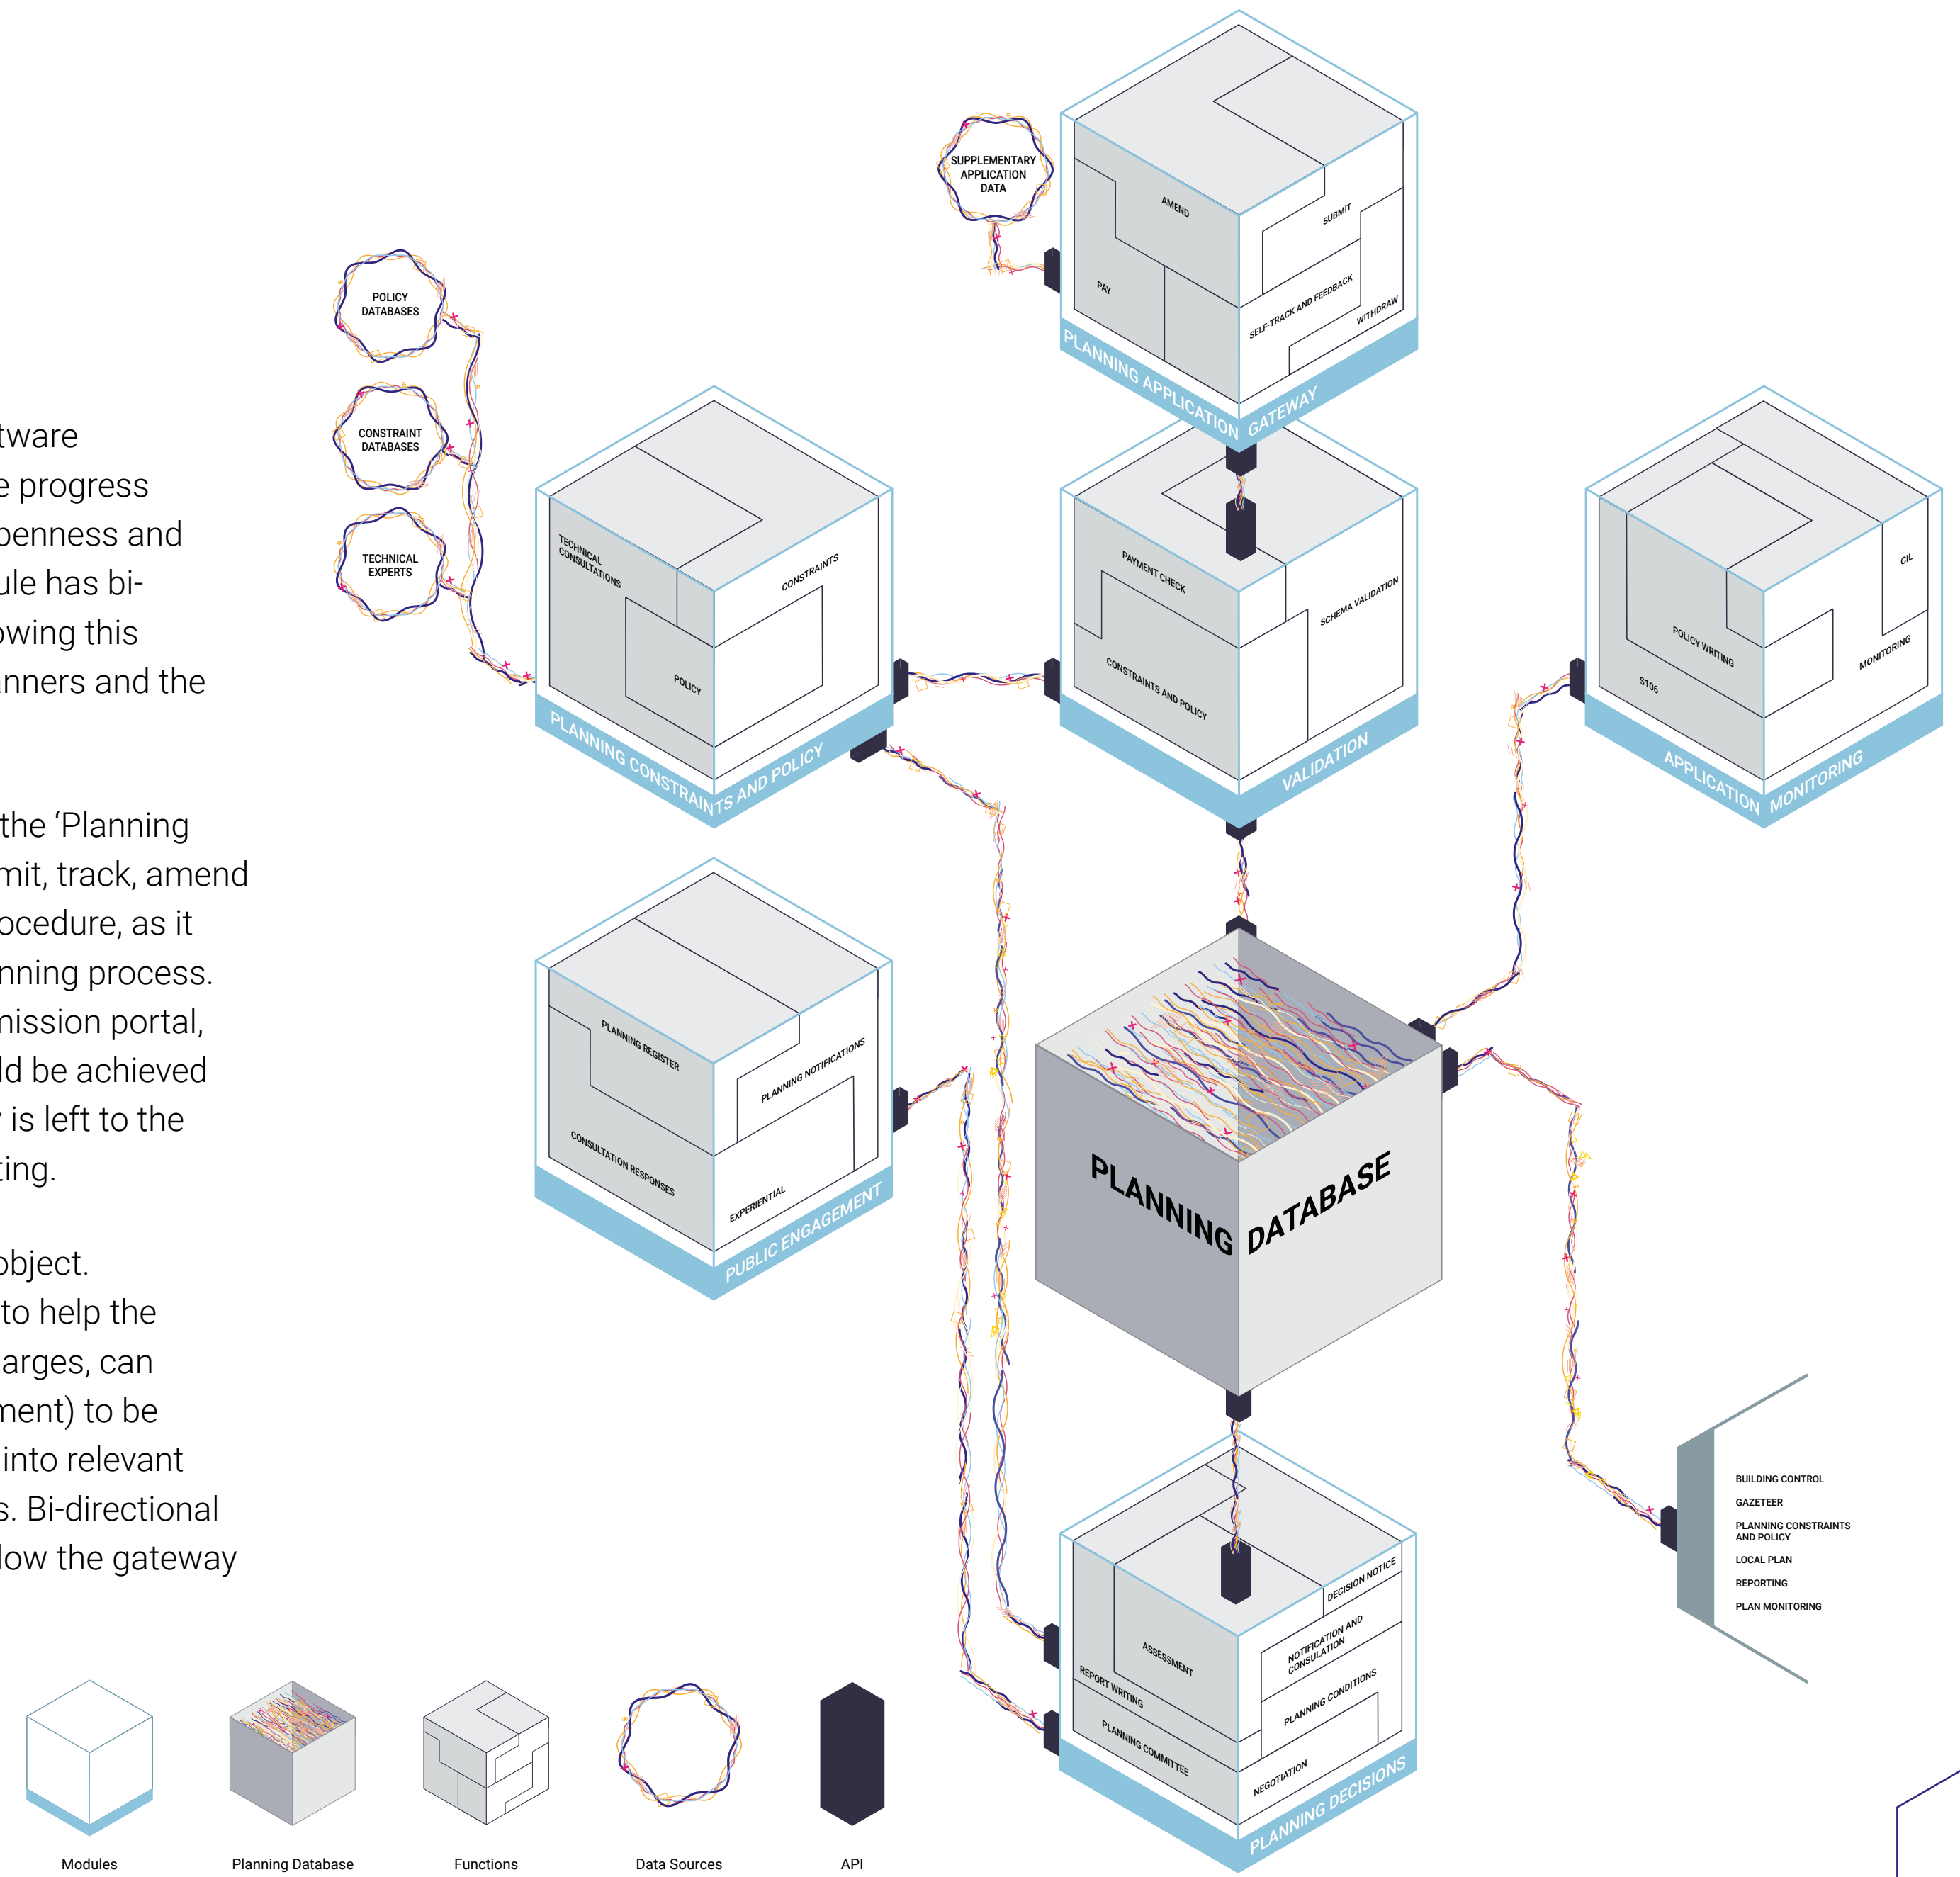 tware
e progress
penness and
ule has bi-
owing this
anners and the
the ‘Planning
mit, track, amend
ocedure, as it
nning process.
mission portal,
ld be achieved
y is left to the
ting.
object.
to help the
arges, can
ment) to be
into relevant
s. Bi-directional
low the gateway
SUPPLEMENTARY
APPLICATION
DATA
POLICY
DATABASES
CONSTRAINT
DATABASES
TECHNICAL
EXPERTS
AMEND
PAY
SUBMIT
SELF-TRACK AND FEEDBACK
WITHDRAW
PLANNING APPLICATION GATEWAY
TECHNICAL
CONSULTATIONS
POLICY
CONSTRAINTS
PLANNING CONSTRAINTS AND POLICY
PAYMENT CHECK
CONSTRAINTS AND POLICY
SCHEMA VALIDATION
VALIDATION
POLICY WRITING
S106
CIL
MONITORING
APPLICATION MONITORING
PLANNING REGISTER
CONSULTATION RESPONSES
PLANNING NOTIFICATIONS
EXPERIENTIAL
PUBLIC ENGAGEMENT
PLANNING DATABASE
ASSESSMENT
REPORT WRITING
PLANNING COMMITTEE
DECISION NOTICE
NOTIFICATION AND
CONSULATION
PLANNING CONDITIONS
NEGOTIATION
PLANNING DECISIONS
BUILDING CONTROL
GAZETEER
PLANNING CONSTRAINTS
AND POLICY
LOCAL PLAN
REPORTING
PLAN MONITORING
Modules
Planning Database
Functions
Data Sources
API